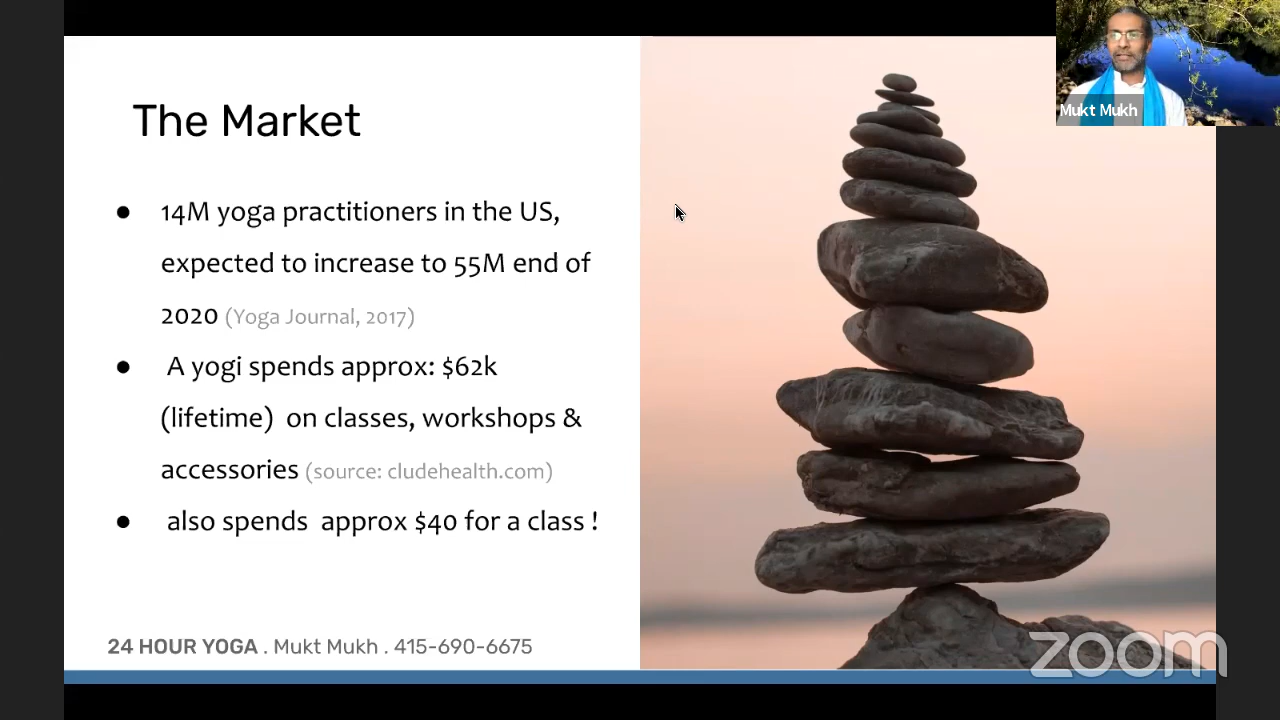 The Market
● 14M yoga practitioners in the US,
expected to increase to 55M end of
2020 (Yoga Journal, 2017)
● A yogi spends approx: $62k
(lifetime) on classes, workshops &
accessories (source: cludehealth.com)
● also spends approx $40 for a class !
24 HOUR YOGA . Mukt Mukh . 415-690-6675
Mukt Mukh
zoom